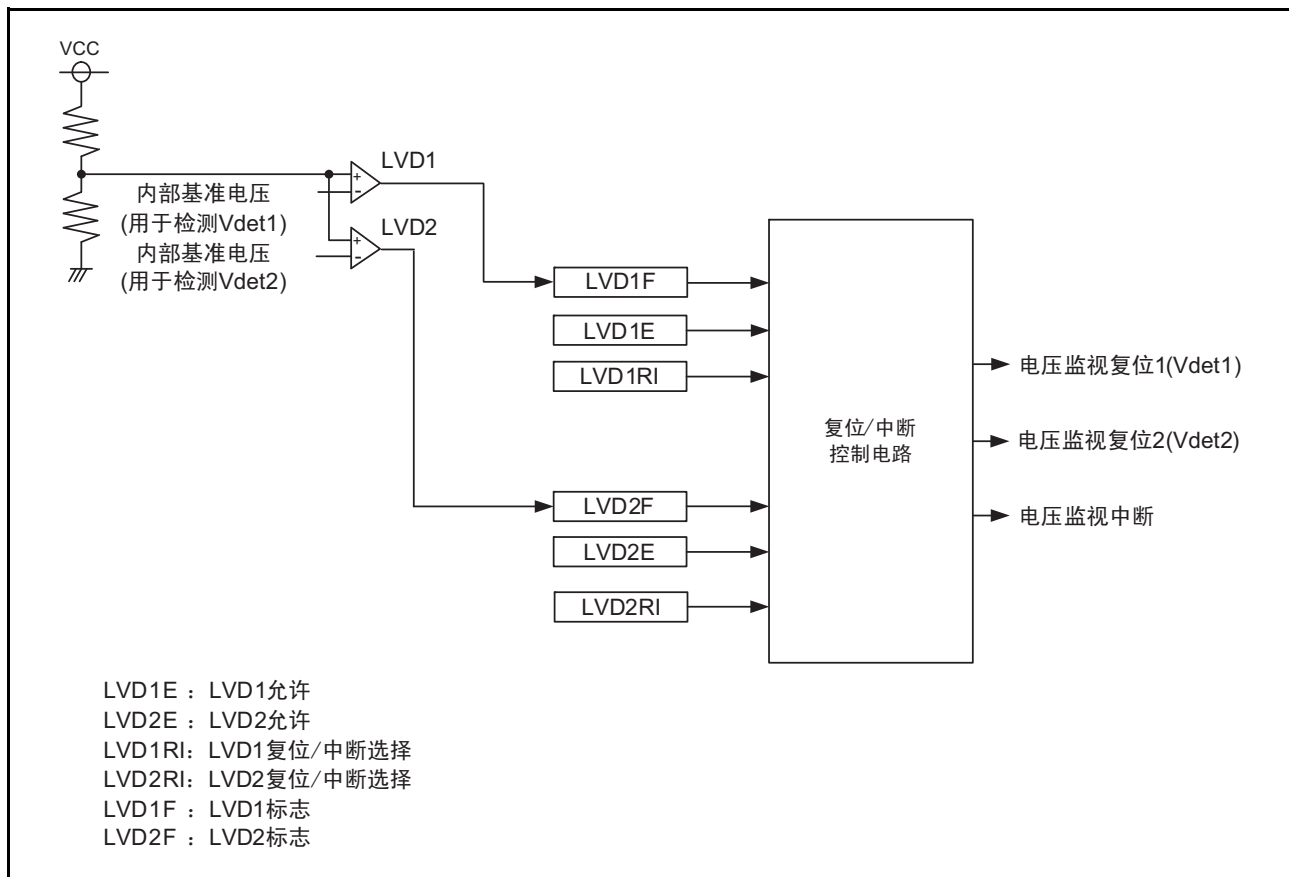 VCC
LVD1
内部基准电压
(用于检测Vdet1)
LVD2
内部基准电压
(用于检测Vdet2)
LVD1F
LVD1E
LVD1RI
LVD2F
LVD2E
LVD2RI
复位/中断
控制电路
电压监视复位1(Vdet1)
电压监视复位2(Vdet2)
电压监视中断
LVD1E ：LVD1允许
LVD2E ：LVD2允许
LVD1RI：LVD1复位/中断选择
LVD2RI：LVD2复位/中断选择
LVD1F ：LVD1标志
LVD2F ：LVD2标志